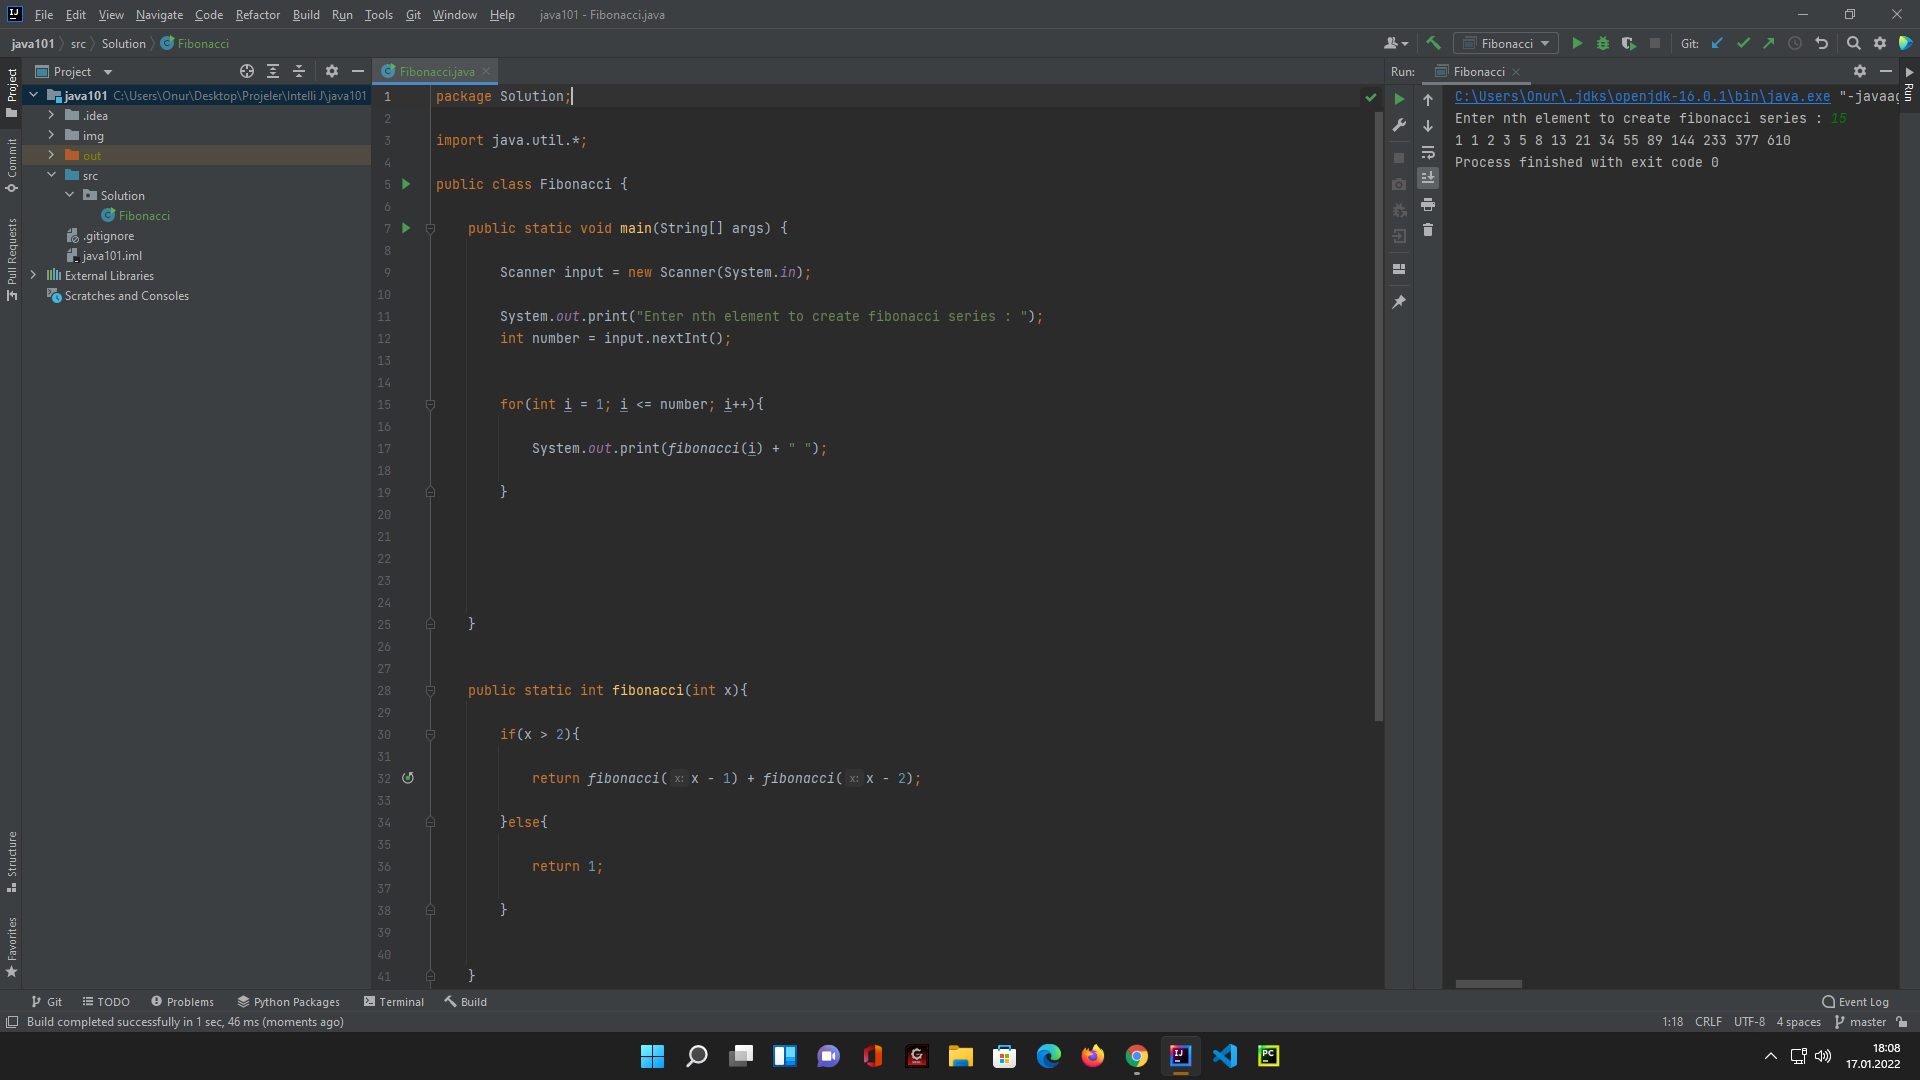 File Edit View Navigate Code Refactor Build Run Tools Git Window Help java101 - Fibonacci.java
java101 src Solution Fibonacci
Fibonacci
Git:
Project
Fibonacci.java
Run: Fibonacci
Project
Commit
Pull Requests
Structure
Favorites
Run
java101 C:\Users\Onur\Desktop\Projeler\Intelli J\java101
.idea
img
out
src
Solution
Fibonacci
.gitignore
java101.iml
External Libraries
Scratches and Consoles
1 package Solution;
2
3 import java.util.*;
4
5 public class Fibonacci {
6
7 public static void main(String[] args) {
8
9 Scanner input = new Scanner(System.in);
10
11 System.out.print("Enter nth element to create fibonacci series : ");
12 int number = input.nextInt();
13
14
15 for(int i = 1; i <= number; i++){
16
17 System.out.print(fibonacci(i) + " ");
18
19 }
20
21
22
23
24
25 }
26
27
28 public static int fibonacci(int x){
29
30 if(x > 2){
31
32 return fibonacci( x: x - 1) + fibonacci( x: x - 2);
33
34 }else{
35
36 return 1;
37
38 }
39
40
41 }
C:\Users\Onur\.jdks\openjdk-16.0.1\bin\java.exe "-javaag
Enter nth element to create fibonacci series : 15
1 1 2 3 5 8 13 21 34 55 89 144 233 377 610
Process finished with exit code 0
Git TODO Problems Python Packages Terminal Build Event Log
Build completed successfully in 1 sec, 46 ms (moments ago) 1:18 CRLF UTF-8 4 spaces master
18:08
17.01.2022